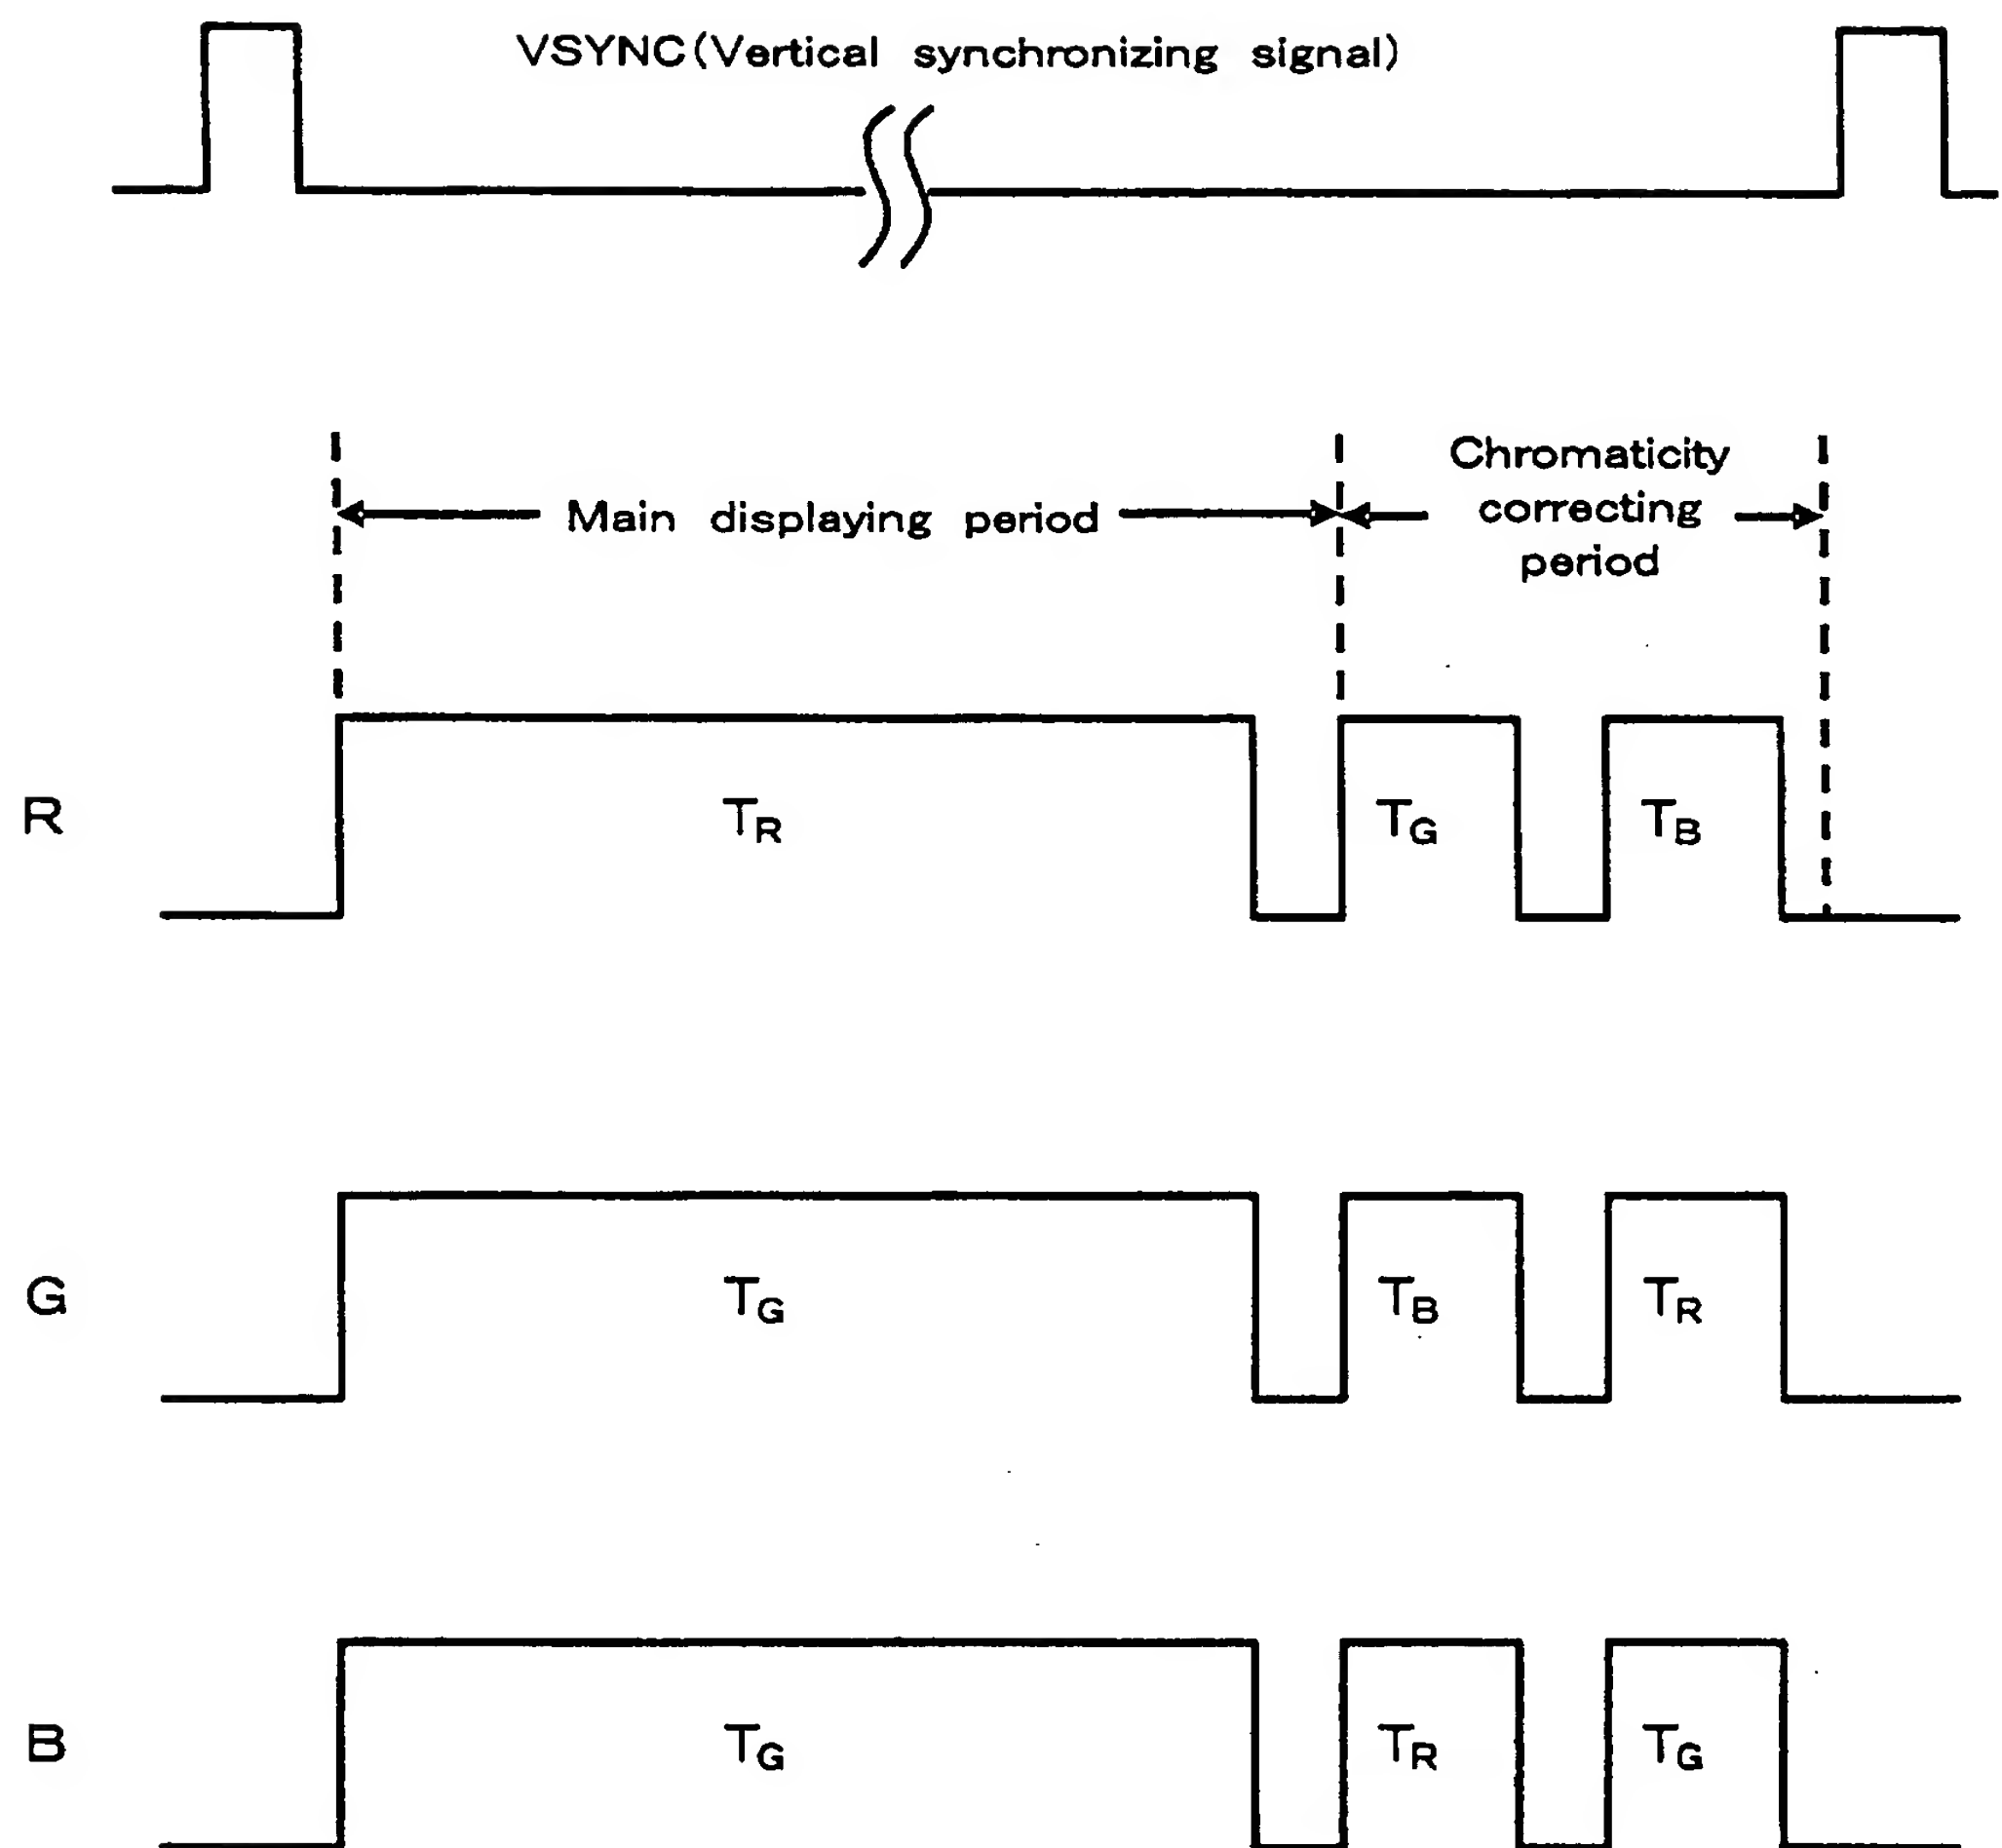 VSYNC(Vertical synchronizing signal)
Chromaticity
correcting
period
Main displaying period
R
TR
TG
TB
G
TG
TB
TR
B
TG
TR
TG